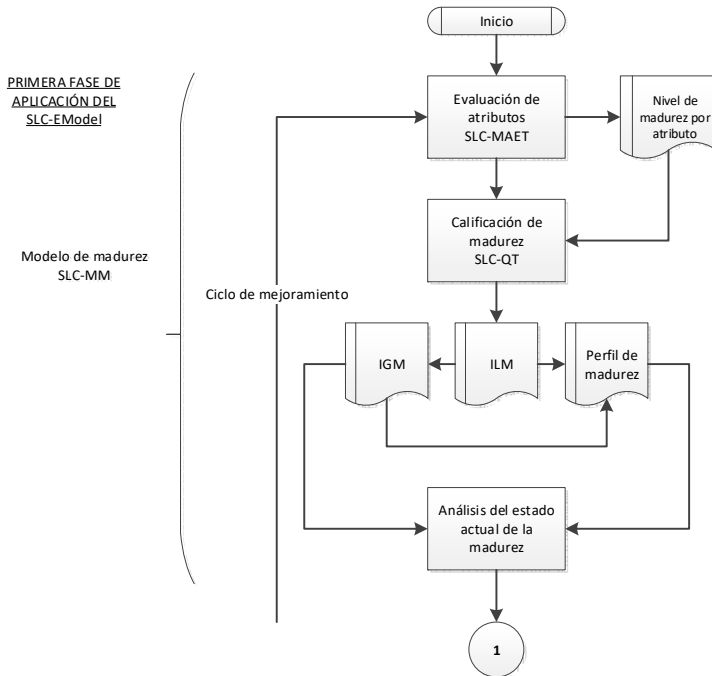 Inicio
PRIMERA FASE DE
APLICACIÓN DEL
SLC-EModel
Evaluación de
atributos
SLC-MAET
Nivel de
madurez por
atributo
Modelo de madurez
SLC-MM
Calificación de
madurez
SLC-QT
Ciclo de mejoramiento
IGM
ILM
Perfil de
madurez
Análisis del estado
actual de la
madurez
1